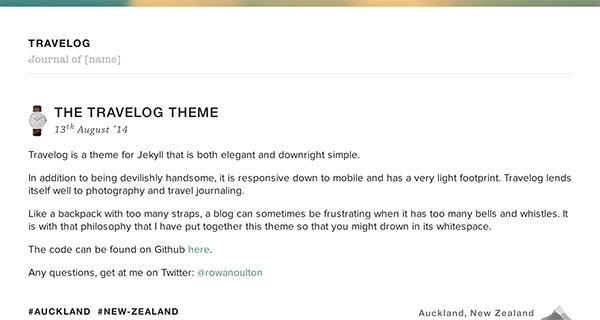 TRAVELOG
Journal of [name]
THE TRAVELOG THEME
13th August '14
Travelog is a theme for Jekyll that is both elegant and downright simple.
In addition to being devilishly handsome, it is responsive down to mobile and has a very light footprint. Travelog lends
itself well to photography and travel journaling.
Like a backpack with too many straps, a blog can sometimes be frustrating when it has too many bells and whistles. It
is with that philosophy that I have put together this theme so that you might drown in its whitespace.
The code can be found on Github here.
Any questions, get at me on Twitter: @rowanoulton
#AUCKLAND #NEW-ZEALAND
Auckland, New Zealand